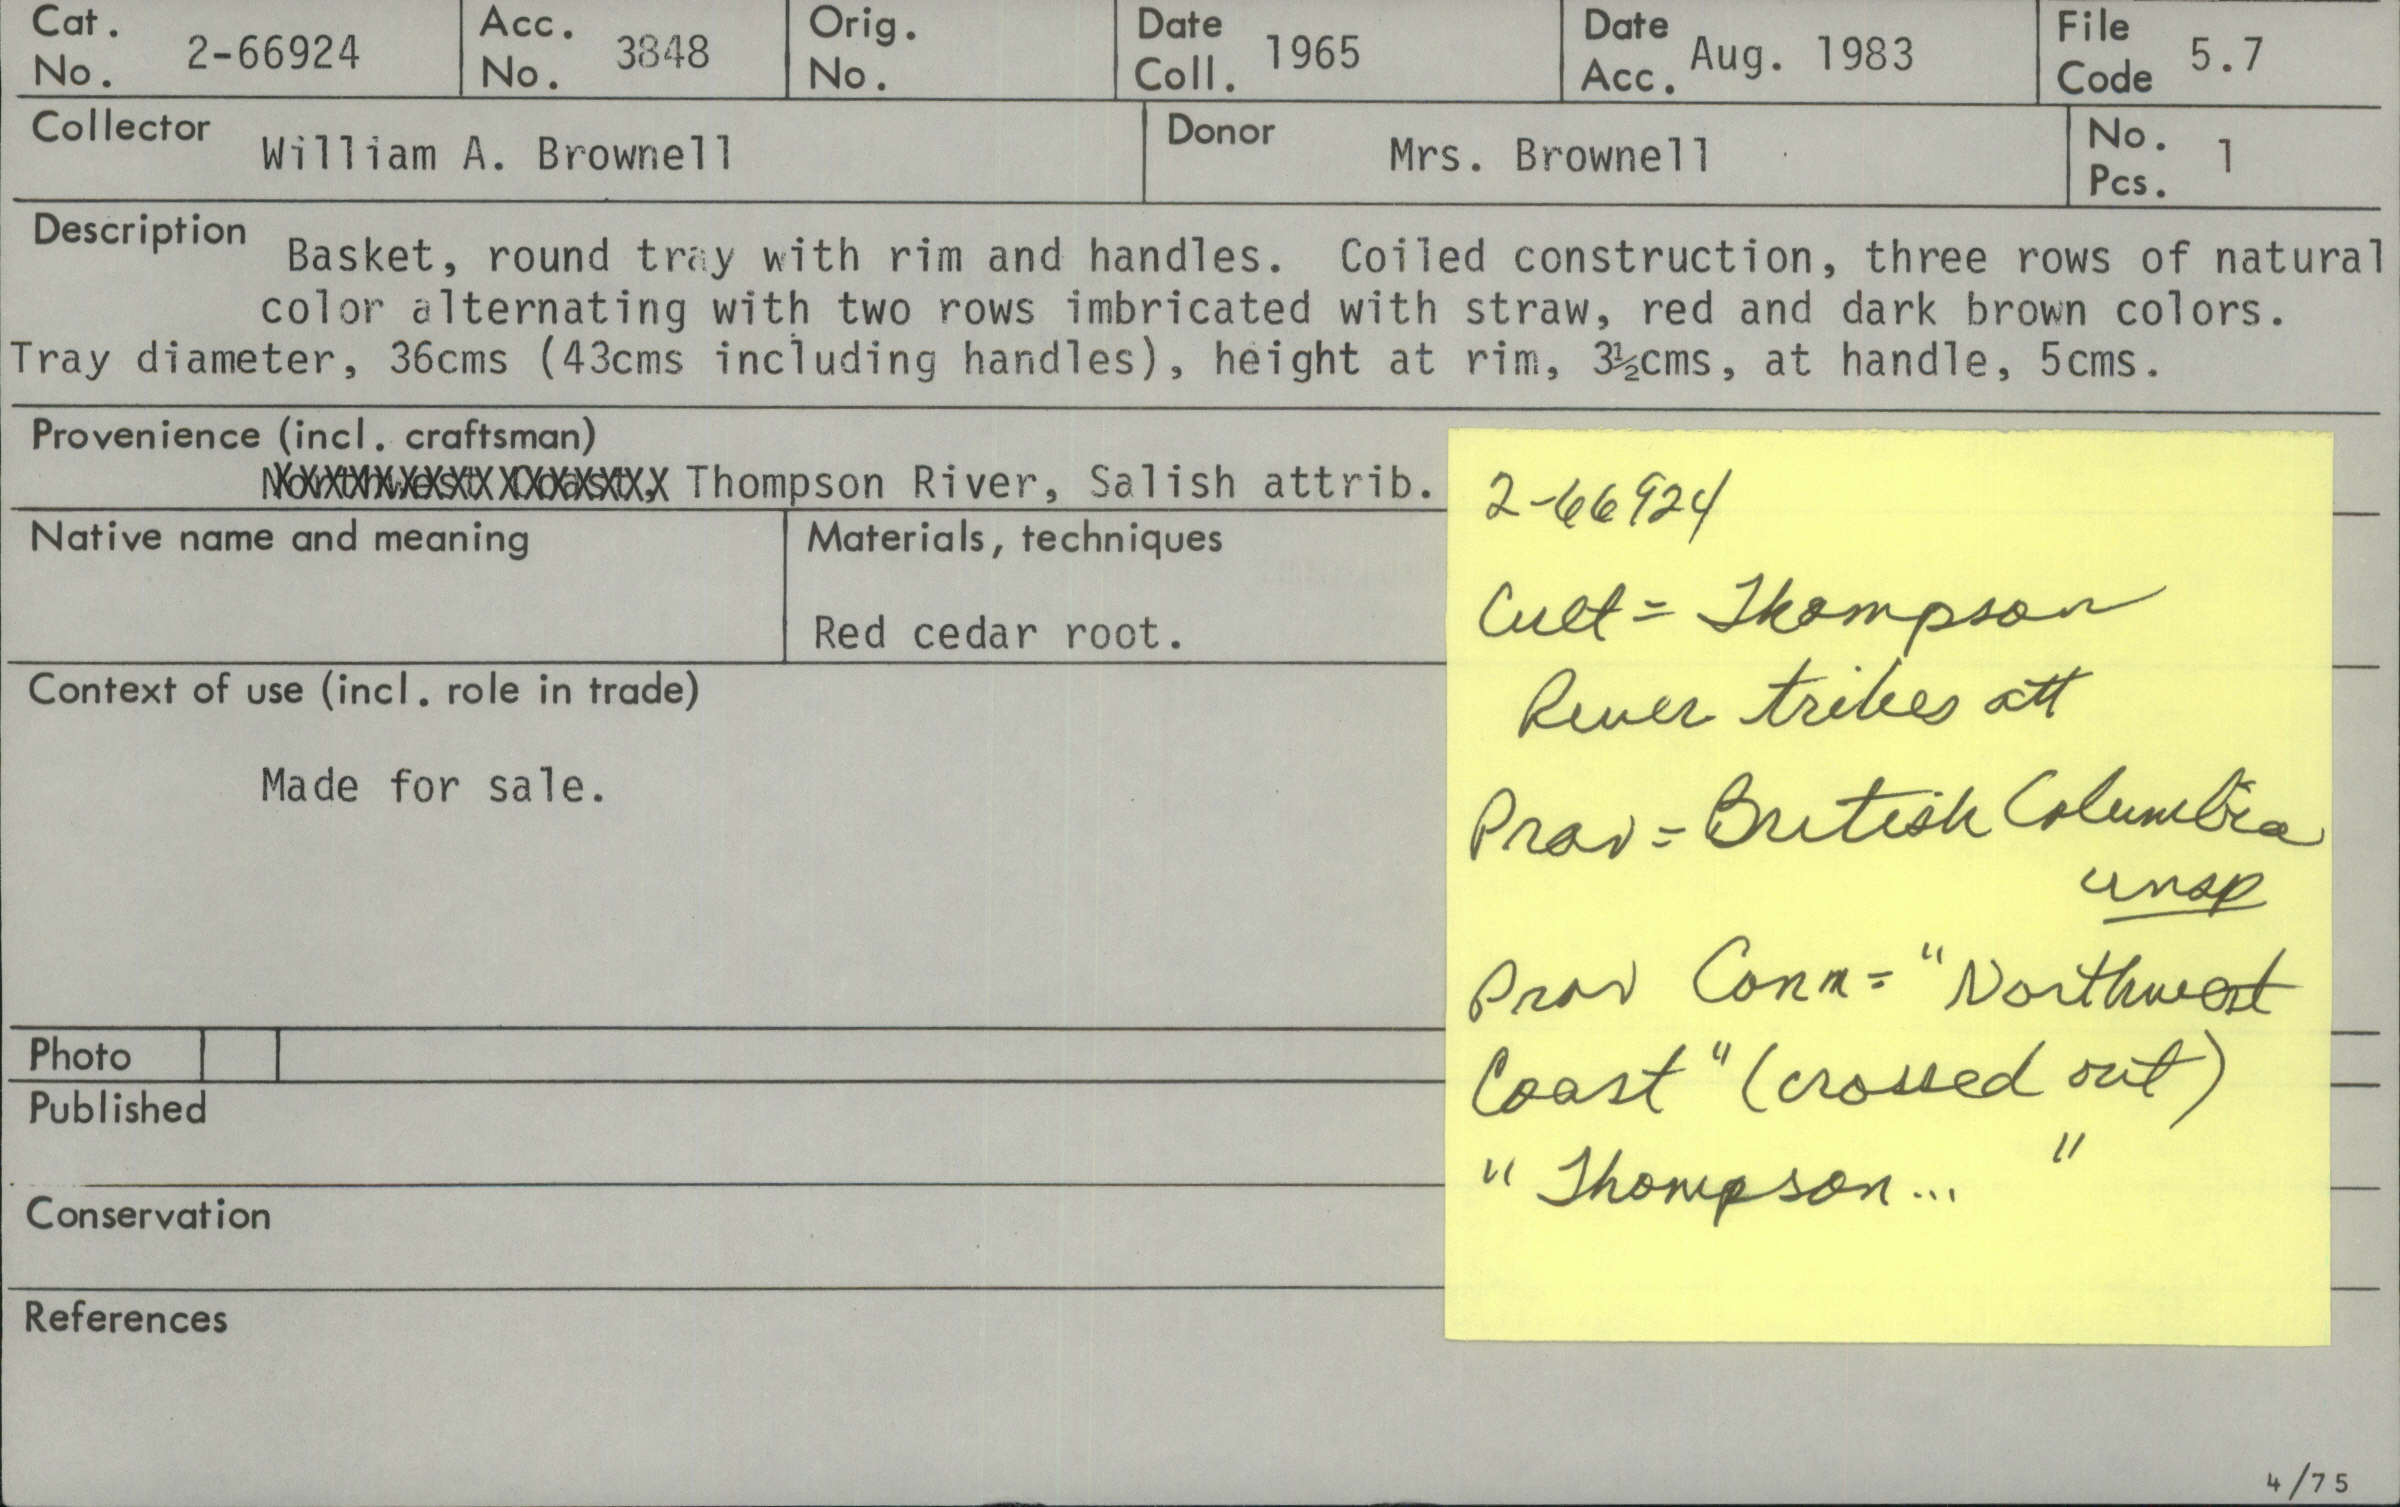 Cat. No. 2-66924 Acc. No. 3848 Orig. No. Date Coll. 1965 Date Acc. Aug. 1983 File Code 5.7
Collector William A. Brownell Donor Mrs. Brownell No. Pcs. 1
Description Basket, round tray with rim and handles. Coiled construction, three rows of natural
color alternating with two rows imbricated with straw, red and dark brown colors.
Tray diameter, 36cms (43cms including handles), height at rim, 3½cms, at handle, 5cms.
Provenience (incl. craftsman)
Northwest Coast, Thompson River, Salish attrib.
Native name and meaning
Materials, techniques
Red cedar root.
Context of use (incl. role in trade)
Made for sale.
Photo
Published
Conservation
References
4/75
2-66924
Cult = Thompson
River tribes att
Prov = British Columbia
unsp
Prov Comm = "Northwest
Coast" (crossed out)
"Thompson... "